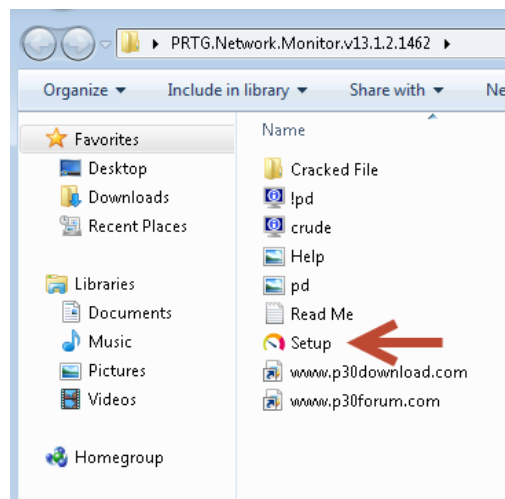 PRTG.Network.Monitor.v13.1.2.1462
Organize
Include in library
Share with
Ne
Favorites
Desktop
Downloads
Recent Places
Libraries
Documents
Music
Pictures
Videos
Homegroup
Name
Cracked File
!pd
crude
Help
pd
Read Me
Setup
www.p30download.com
www.p30forum.com